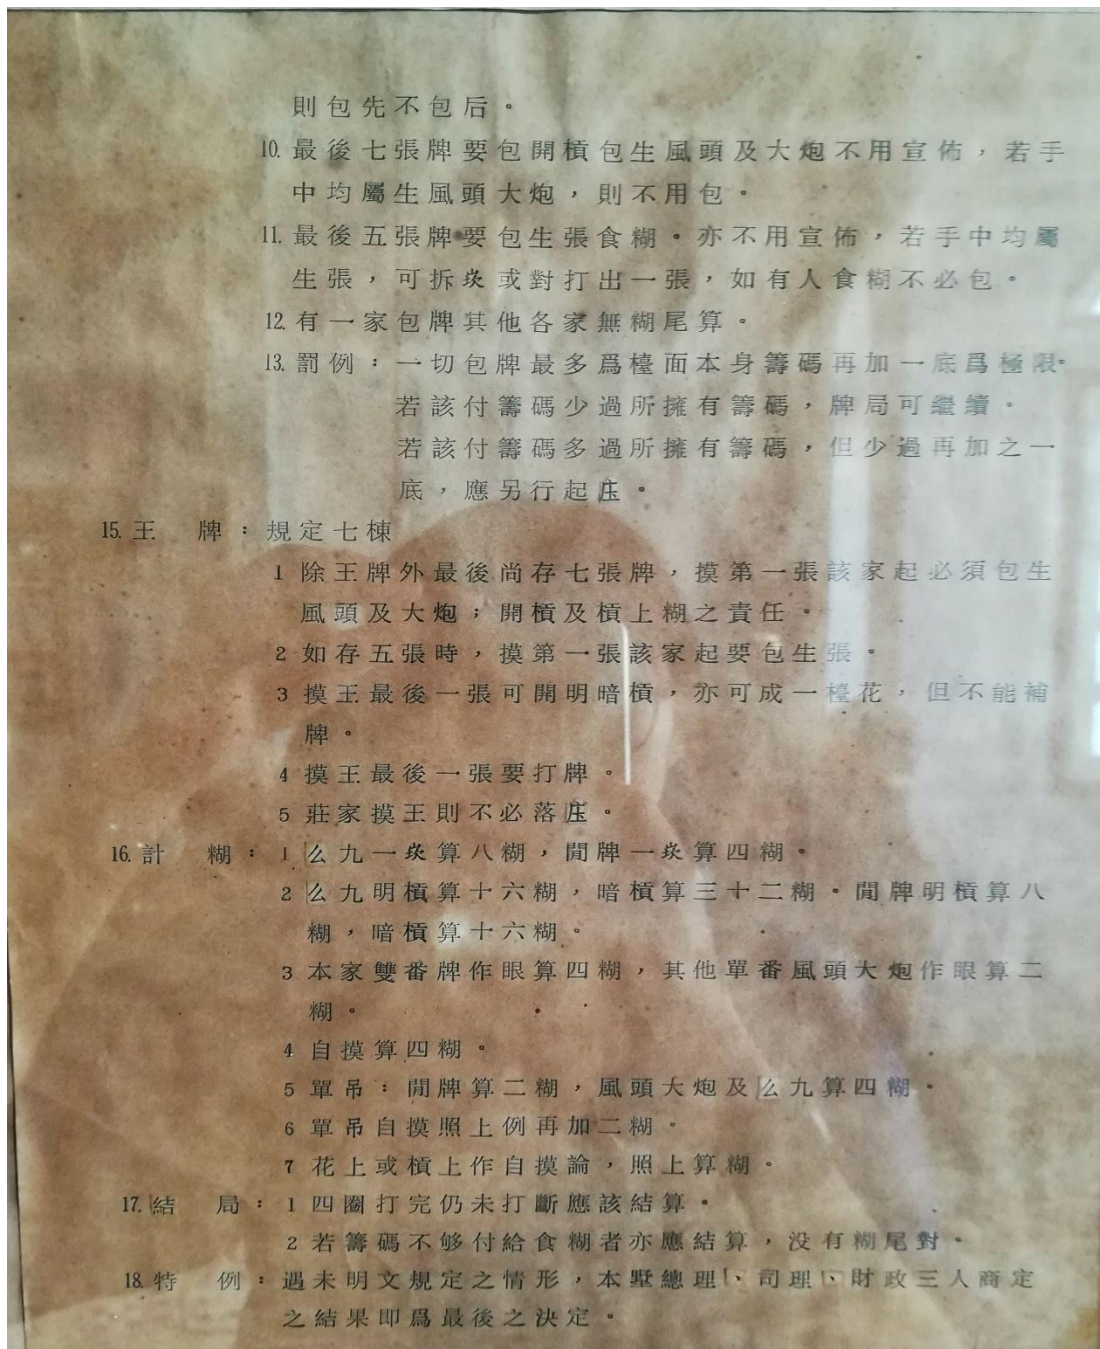 則包先不包后。
10. 最後七張牌要包開槓包生風頭及大炮不用宣佈，若手
中均屬生風頭大炮，則不用包。
11. 最後五張牌要包生張食糊。亦不用宣佈，若手中均屬
生張，可拆坎或對打出一張，如有人食糊不必包。
12. 有一家包牌其他各家無糊尾算。
13. 罰例：一切包牌最多爲檯面本身籌碼再加一底爲極限。
若該付籌碼少過所擁有籌碼，牌局可繼續。
若該付籌碼多過所擁有籌碼，但少過再加之一
底，應另行起庒。
15. 王　牌：規定七棟
1 除王牌外最後尚存七張牌，摸第一張該家起必須包生
風頭及大炮；開槓及槓上糊之責任。
2 如存五張時，摸第一張該家起要包生張。
3 摸王最後一張可開明暗槓，亦可成一檯花，但不能補
牌。
4 摸王最後一張要打牌。
5 莊家摸王則不必落庒。
16. 計　糊：1 么九一坎算八糊，閒牌一坎算四糊。
2 么九明槓算十六糊，暗槓算三十二糊。閒牌明槓算八
糊，暗槓算十六糊。
3 本家雙番牌作眼算四糊，其他單番風頭大炮作眼算二
糊。
4 自摸算四糊。
5 單吊：閒牌算二糊，風頭大炮及么九算四糊。
6 單吊自摸照上例再加二糊。
7 花上或槓上作自摸論，照上算糊。
17. 結　局：1 四圈打完仍未打斷應該結算。
2 若籌碼不够付給食糊者亦應結算，没有糊尾對。
18. 特　例：遇未明文規定之情形，本墅總理、司理、財政三人商定
之結果即爲最後之決定。